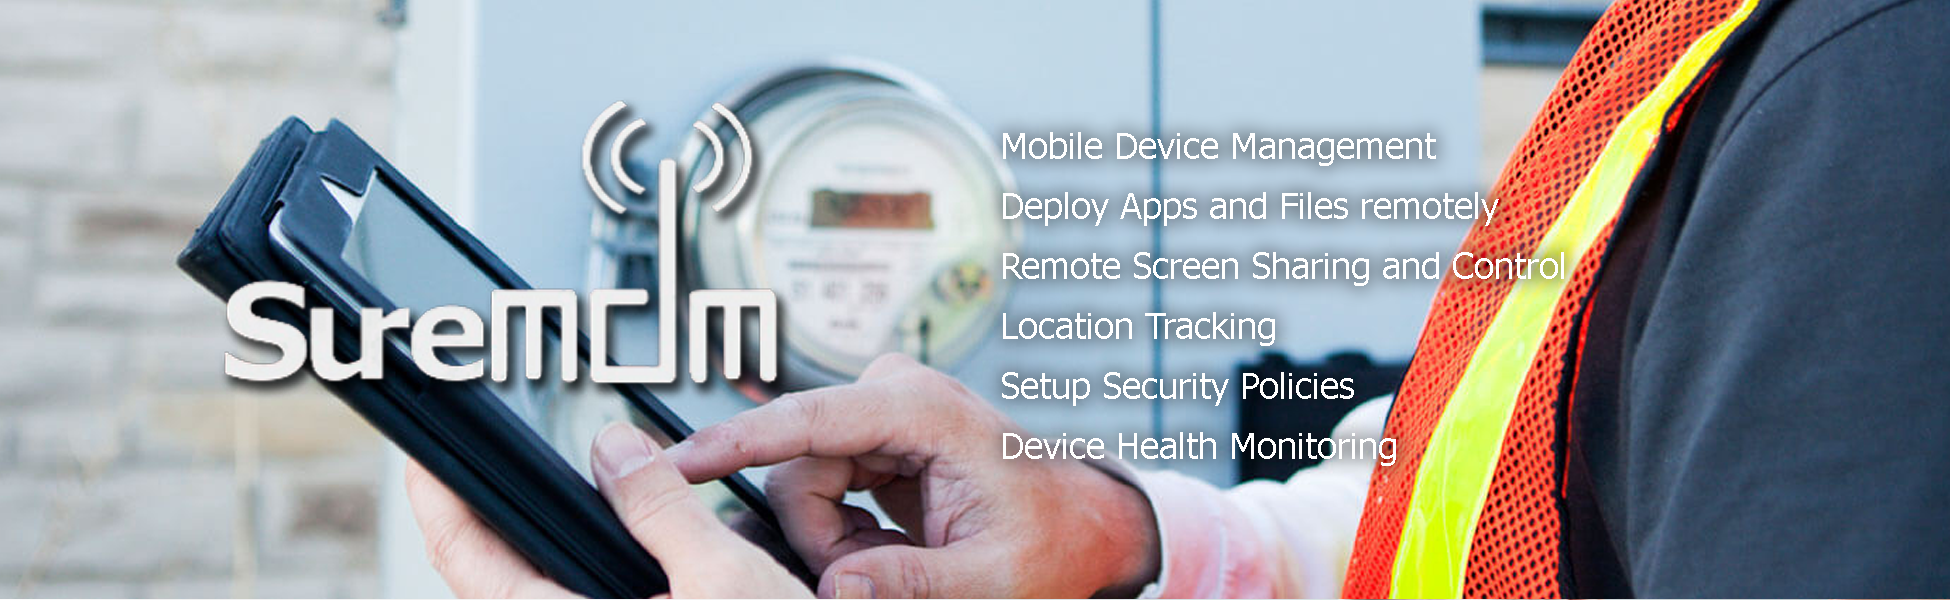 Suremdm
Mobile Device Management
Deploy Apps and Files remotely
Remote Screen Sharing and Control
Location Tracking
Setup Security Policies
Device Health Monitoring